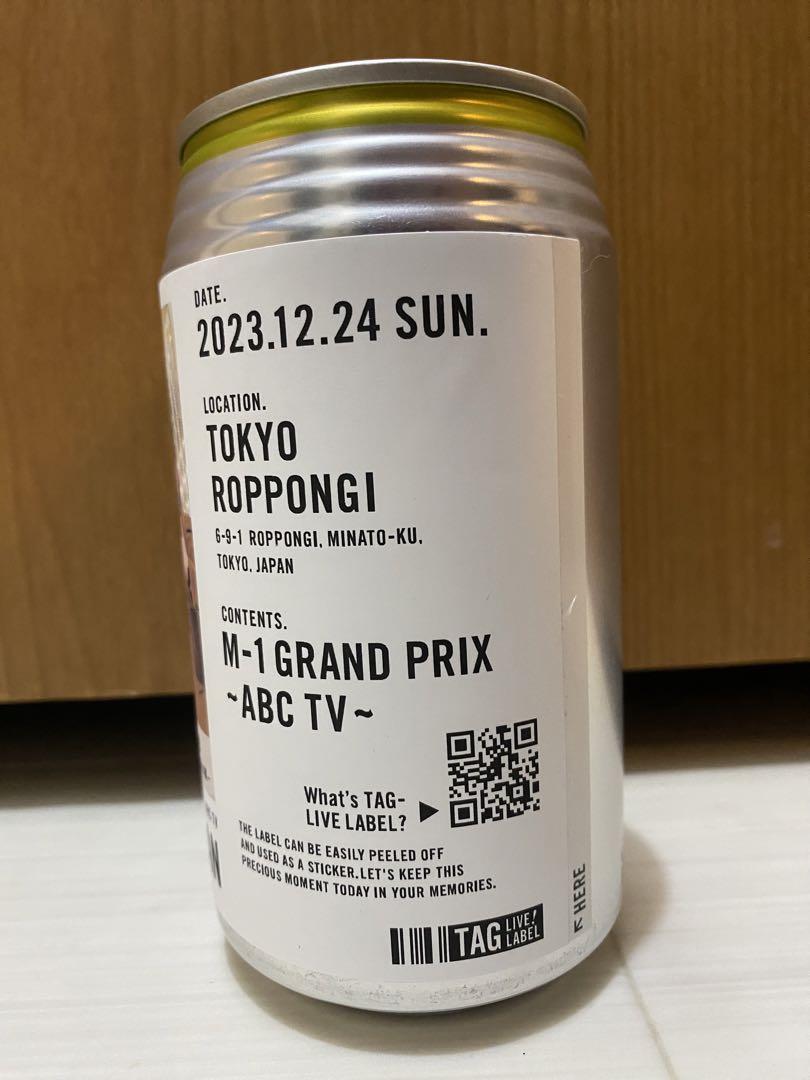 DATE.
2023.12.24 SUN.
LOCATION.
TOKYO
ROPPONGI
6-9-1 ROPPONGI, MINATO-KU,
TOKYO, JAPAN
CONTENTS.
M-1 GRAND PRIX
~ABC TV~
What's TAG-
LIVE LABEL?
THE LABEL CAN BE EASILY PEELED OFF
AND USED AS A STICKER.LET'S KEEP THIS
PRECIOUS MOMENT TODAY IN YOUR MEMORIES.
TAG LIVE! LABEL
HERE